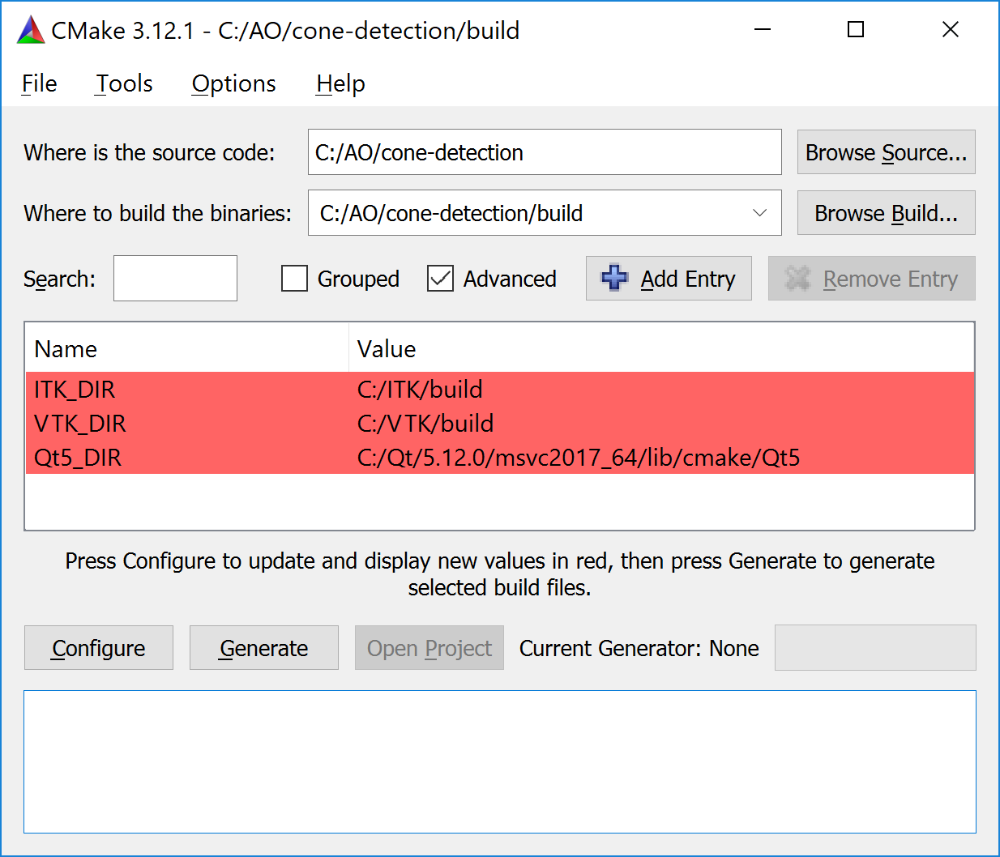 CMake 3.12.1 - C:/AO/cone-detection/build
File Tools Options Help
Where is the source code: C:/AO/cone-detection Browse Source...
Where to build the binaries: C:/AO/cone-detection/build Browse Build...
Search: Grouped Advanced Add Entry Remove Entry
Name Value
ITK_DIR C:/ITK/build
VTK_DIR C:/VTK/build
Qt5_DIR C:/Qt/5.12.0/msvc2017_64/lib/cmake/Qt5
Press Configure to update and display new values in red, then press Generate to generate
selected build files.
Configure Generate Open Project Current Generator: None